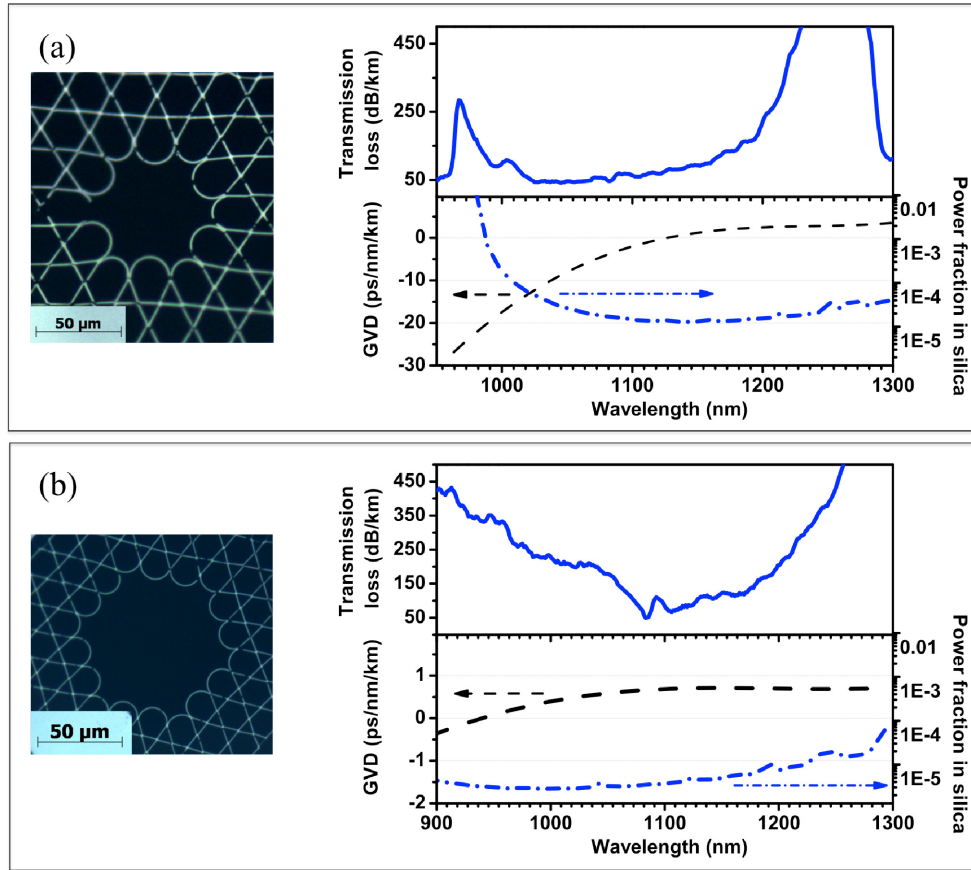 (a)
50 µm
Transmission
loss (dB/km)
450
250
50
GVD (ps/nm/km)
0
-10
-20
-30
0.01
1E-3
1E-4
1E-5
Power fraction in silica
1000 1100 1200 1300
Wavelength (nm)
(b)
50 µm
Transmission
loss (dB/km)
450
350
250
150
50
GVD (ps/nm/km)
1
0
-1
-2
0.01
1E-3
1E-4
1E-5
Power fraction in silica
900 1000 1100 1200 1300
Wavelength (nm)